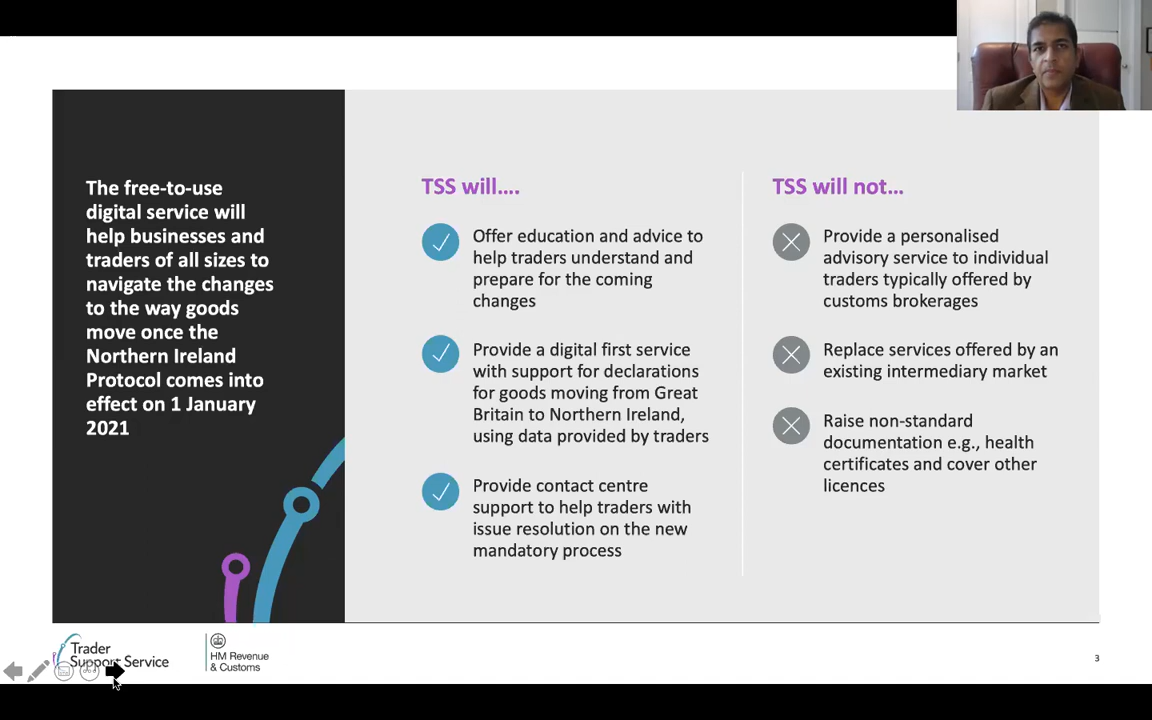 The free-to-use
digital service will
help businesses and
traders of all sizes to
navigate the changes
to the way goods
move once the
Northern Ireland
Protocol comes into
effect on 1 January
2021
TSS will....
Offer education and advice to
help traders understand and
prepare for the coming
changes
Provide a digital first service
with support for declarations
for goods moving from Great
Britain to Northern Ireland,
using data provided by traders
Provide contact centre
support to help traders with
issue resolution on the new
mandatory process
TSS will not...
Provide a personalised
advisory service to individual
traders typically offered by
customs brokerages
Replace services offered by an
existing intermediary market
Raise non-standard
documentation e.g., health
certificates and cover other
licences
Trader
Support Service
HM Revenue
& Customs
3